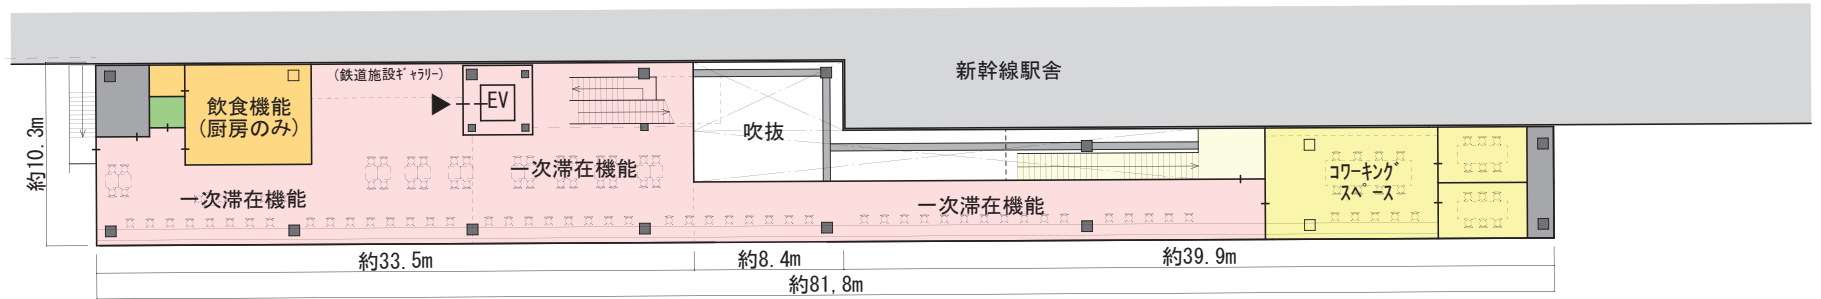 新幹線駅舎
(鉄道施設ｷﾞｬﾗﾘｰ)
飲食機能
(厨房のみ)
EV
吹抜
一次滞在機能
一次滞在機能
一次滞在機能
ｺﾜｰｷﾝｸﾞ
ｽﾍﾟｰｽ
約10.3m
約33.5m
約8.4m
約39.9m
約81,8m